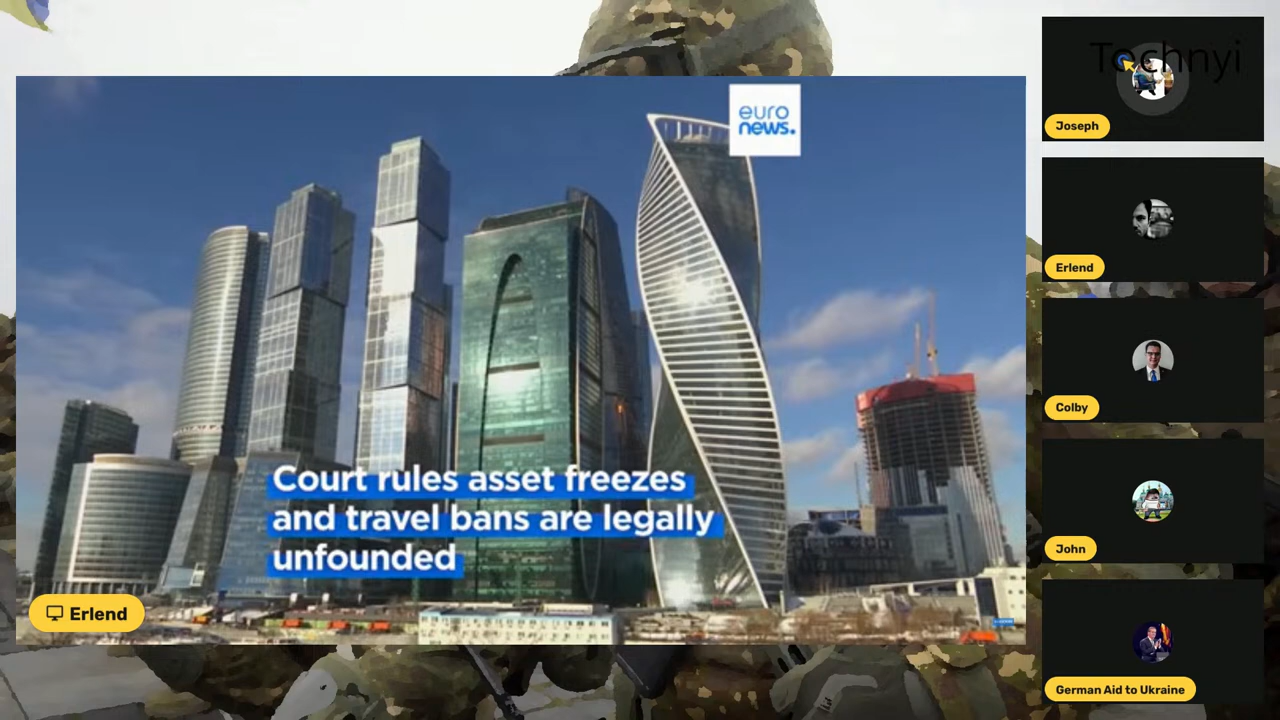 euro
news.
Court rules asset freezes
and travel bans are legally
unfounded
Erlend
Technyi
Joseph
Erlend
Colby
John
German Aid to Ukraine